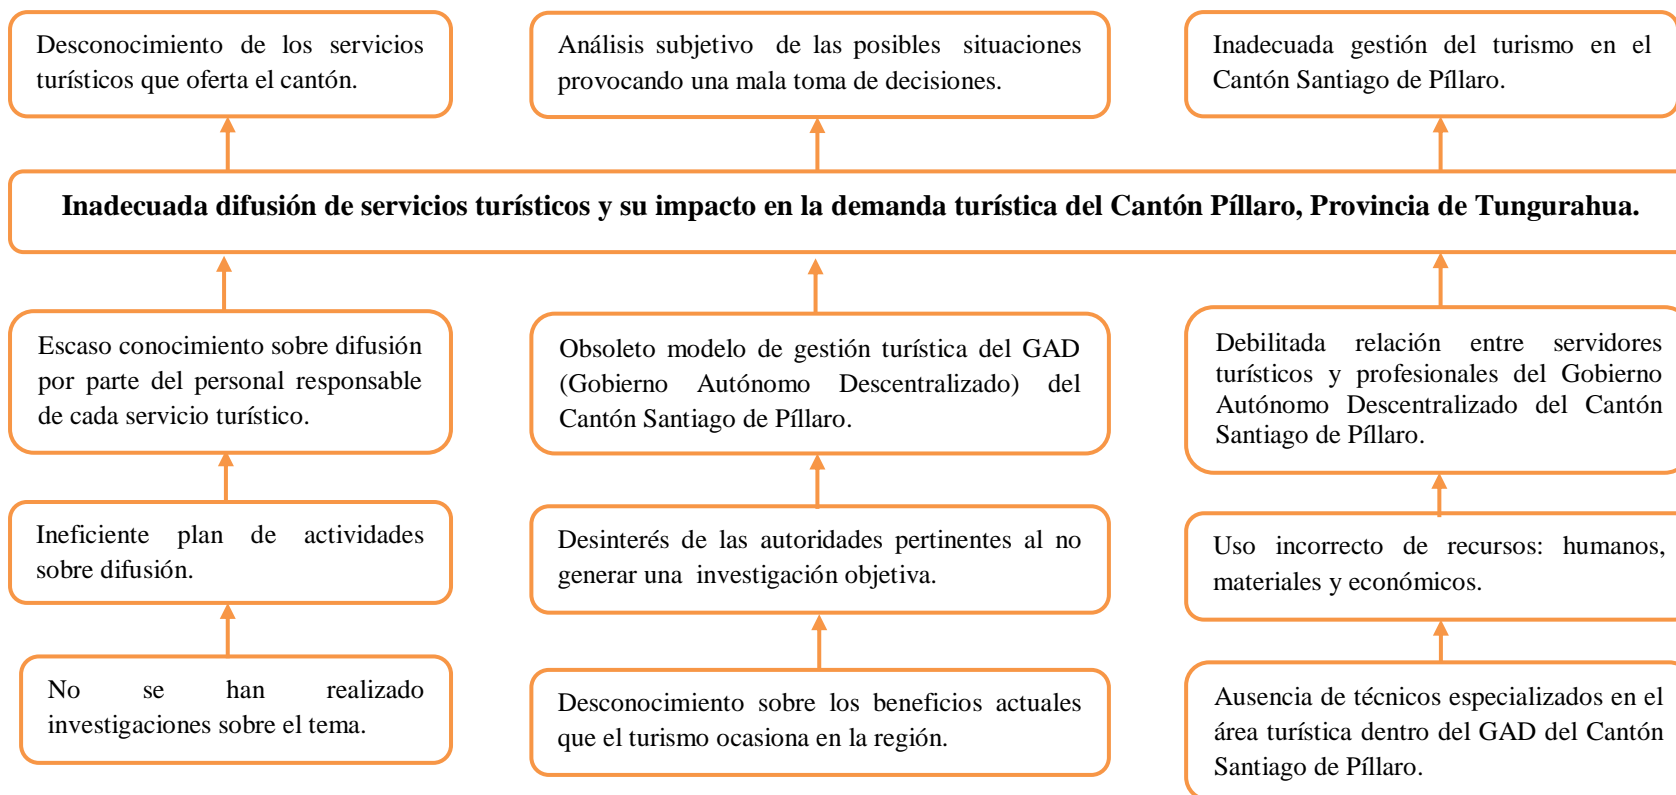 Desconocimiento de los servicios
turísticos que oferta el cantón.
Análisis subjetivo de las posibles situaciones
provocando una mala toma de decisiones.
Inadecuada gestión del turismo en el
Cantón Santiago de Píllaro.
Inadecuada difusión de servicios turísticos y su impacto en la demanda turística del Cantón Píllaro, Provincia de Tungurahua.
Escaso conocimiento sobre difusión
por parte del personal responsable
de cada servicio turístico.
Obsoleto modelo de gestión turística del GAD
(Gobierno Autónomo Descentralizado) del
Cantón Santiago de Píllaro.
Debilitada relación entre servidores
turísticos y profesionales del Gobierno
Autónomo Descentralizado del Cantón
Santiago de Píllaro.
Ineficiente plan de actividades
sobre difusión.
Desinterés de las autoridades pertinentes al no
generar una investigación objetiva.
Uso incorrecto de recursos: humanos,
materiales y económicos.
No se han realizado
investigaciones sobre el tema.
Desconocimiento sobre los beneficios actuales
que el turismo ocasiona en la región.
Ausencia de técnicos especializados en el
área turística dentro del GAD del Cantón
Santiago de Píllaro.